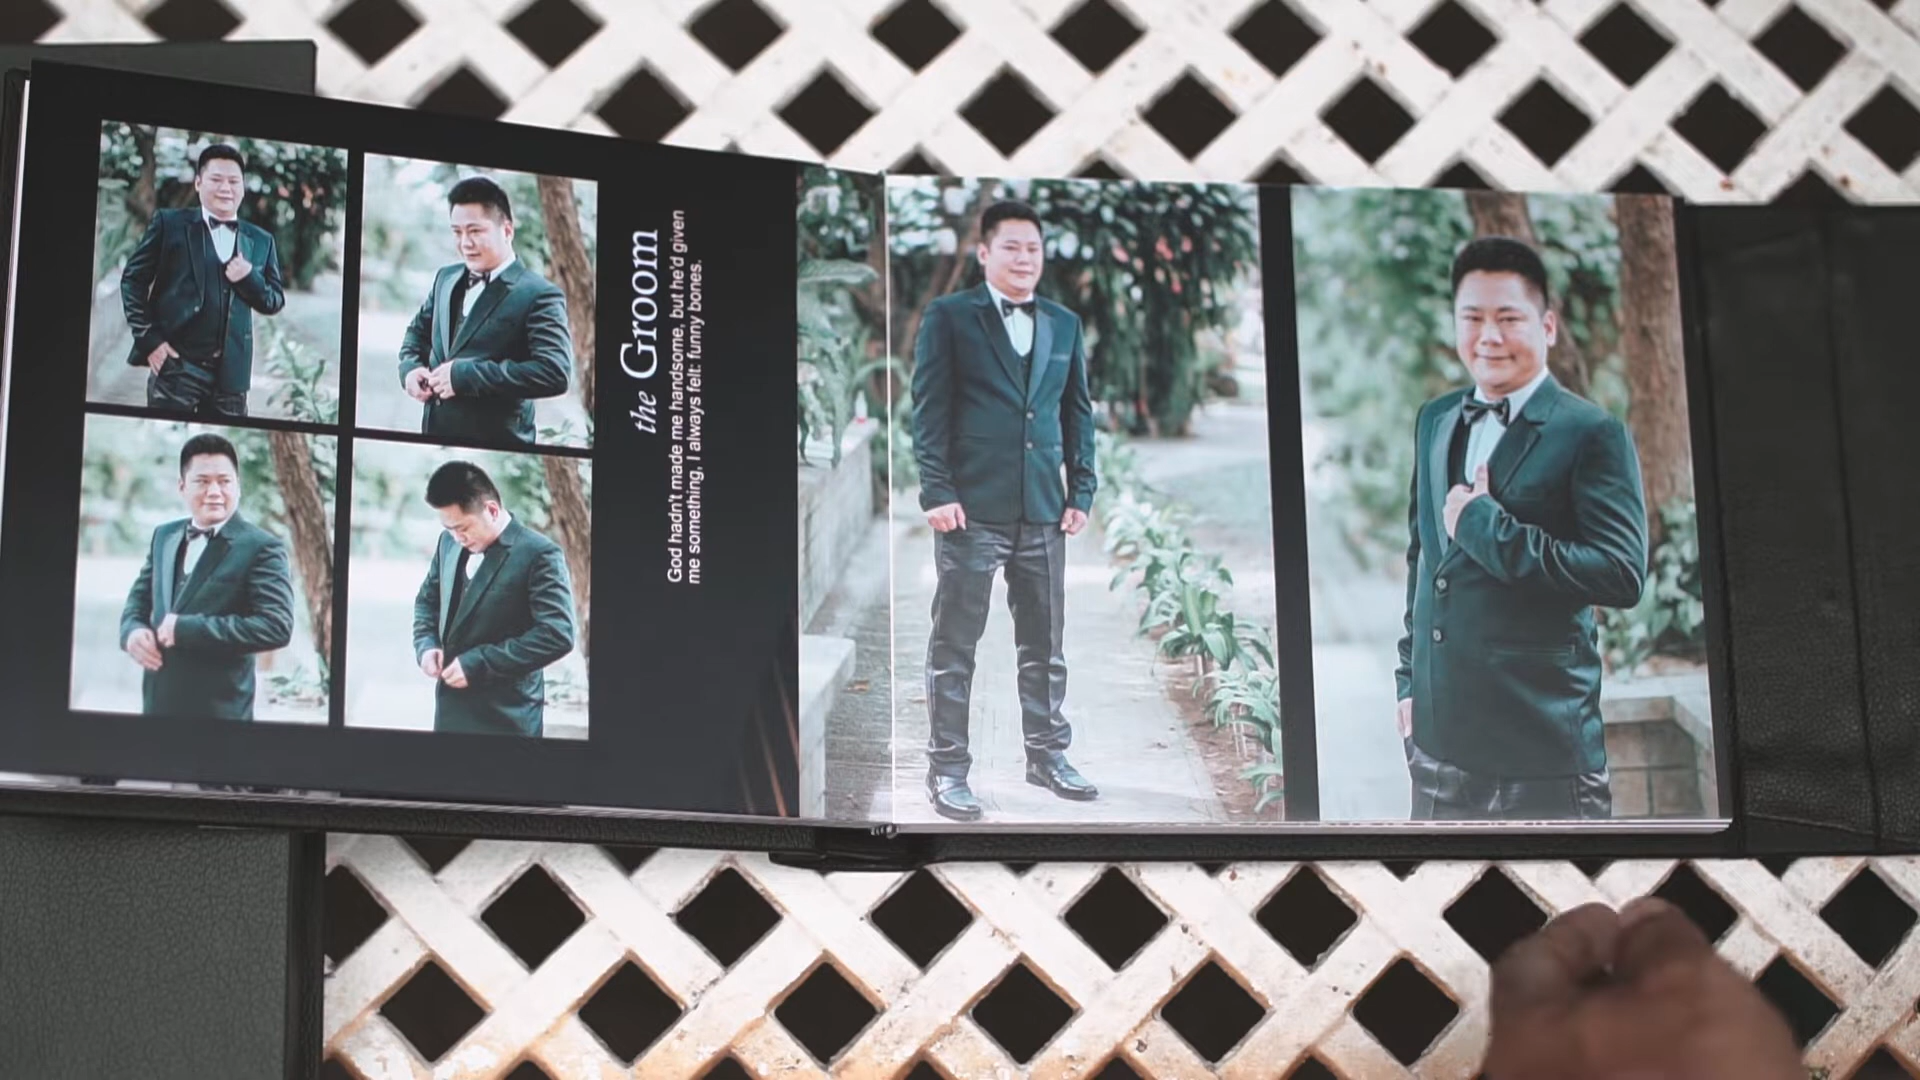 the Groom
God hadn't made me handsome, but he'd given
me something, I always felt: funny bones.